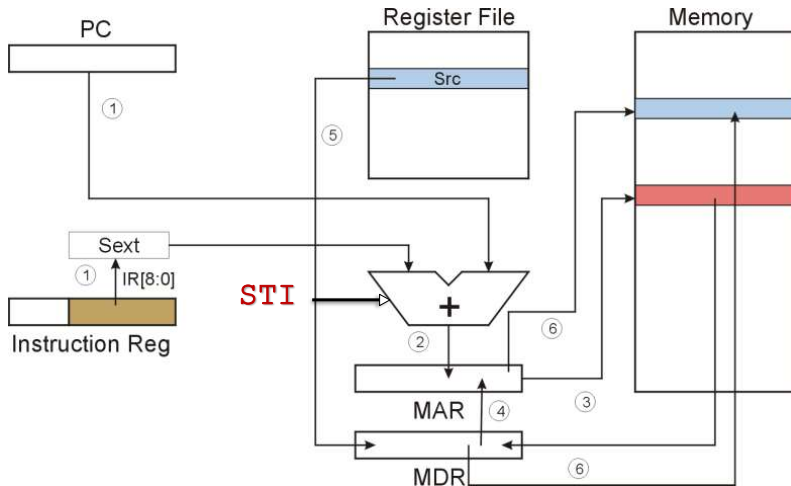 PC
Register File
Memory
Src
①
⑤
Sext
①
IR[8:0]
STI
+
②
⑥
Instruction Reg
MAR
③
④
MDR
⑥